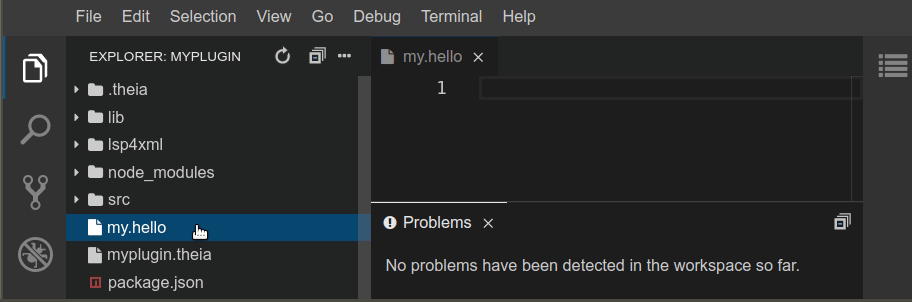 File Edit Selection View Go Debug Terminal Help
EXPLORER: MYPLUGIN
.theia
lib
lsp4xml
node_modules
src
my.hello
myplugin.theia
package.json
my.hello
1
Problems
No problems have been detected in the workspace so far.